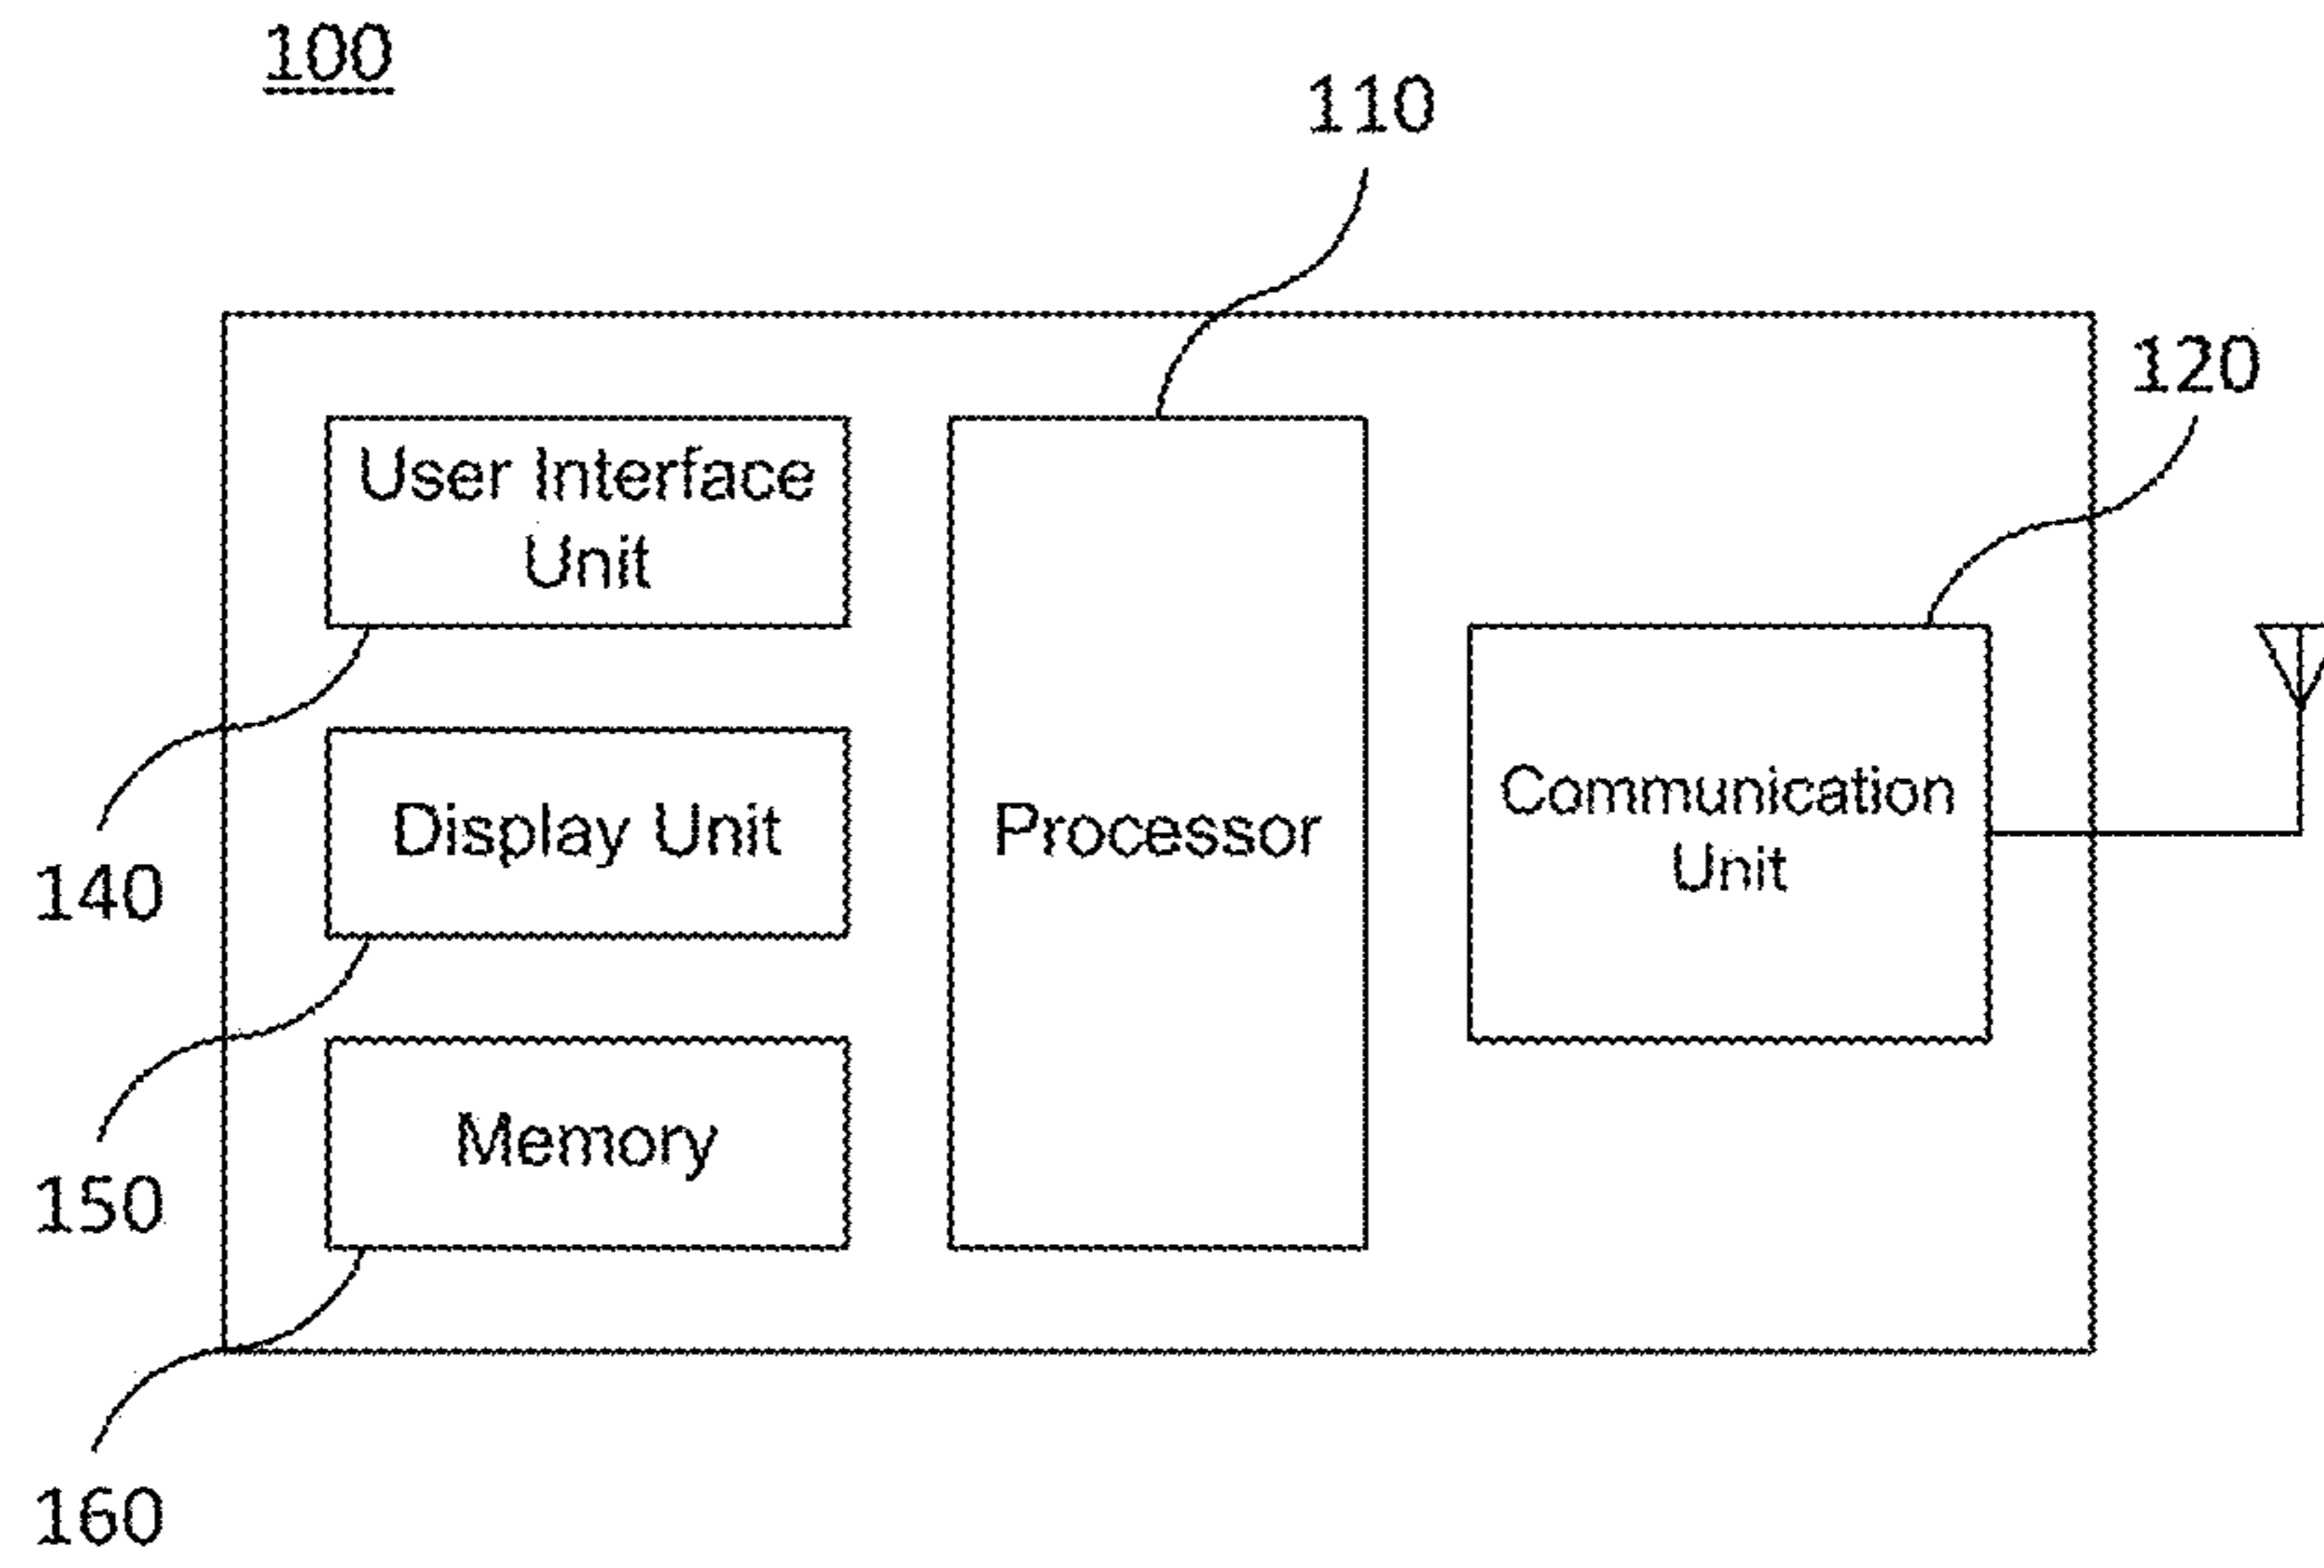 100
110
120
User Interface
Unit
140
Display Unit
Processor
Communication
Unit
150
Memory
160